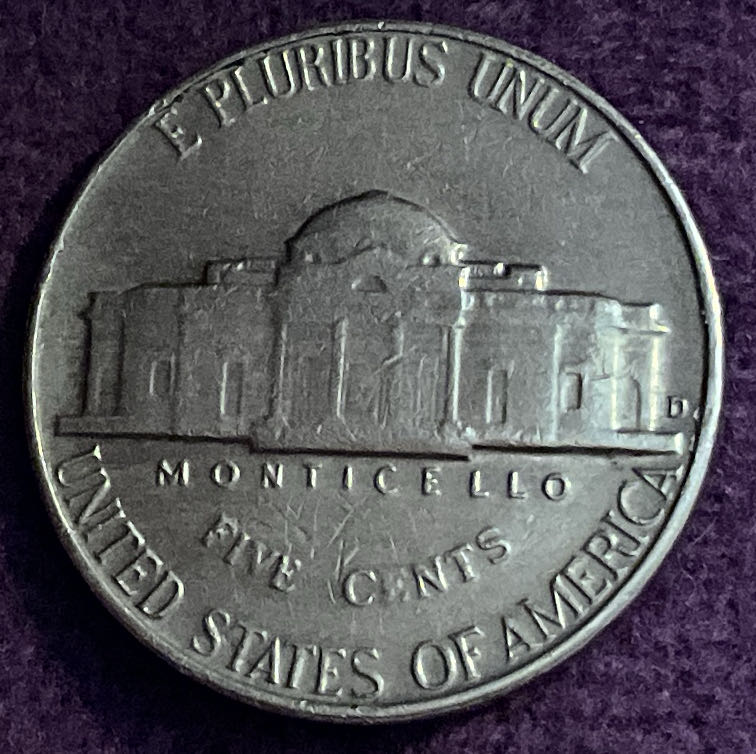 E PLURIBUS UNUM
D
MONTICELLO
FIVE CENTS
UNITED STATES OF AMERICA